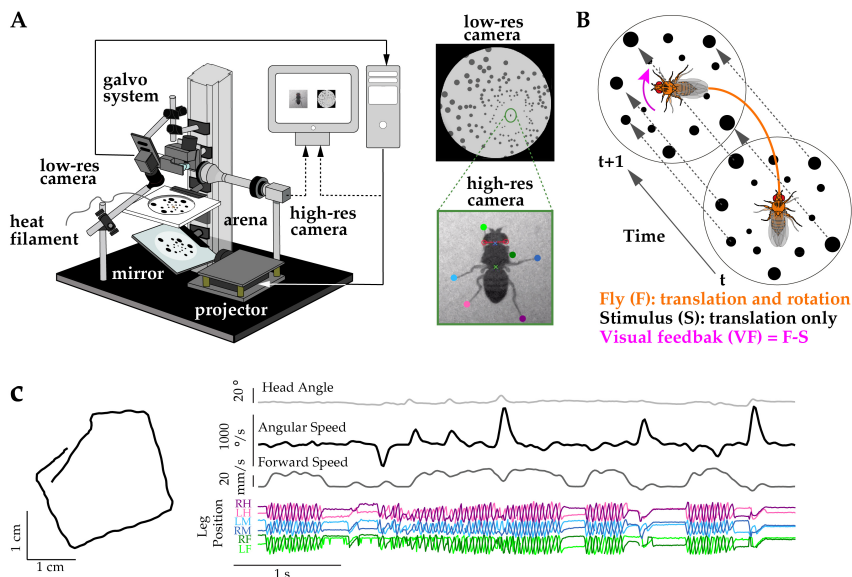 A
low-res
camera
galvo
system
low-res
camera
heat
filament
arena
high-res
camera
mirror
projector
high-res
camera
B
t+1
Time
t
Fly (F): translation and rotation
Stimulus (S): translation only
Visual feedbak (VF) = F-S
c
1 cm
1 cm
20 º
Head Angle
1000
º/s
Angular Speed
20
mm/s
Forward Speed
Leg
Position
RH
LH
LM
RM
RF
LF
1 s